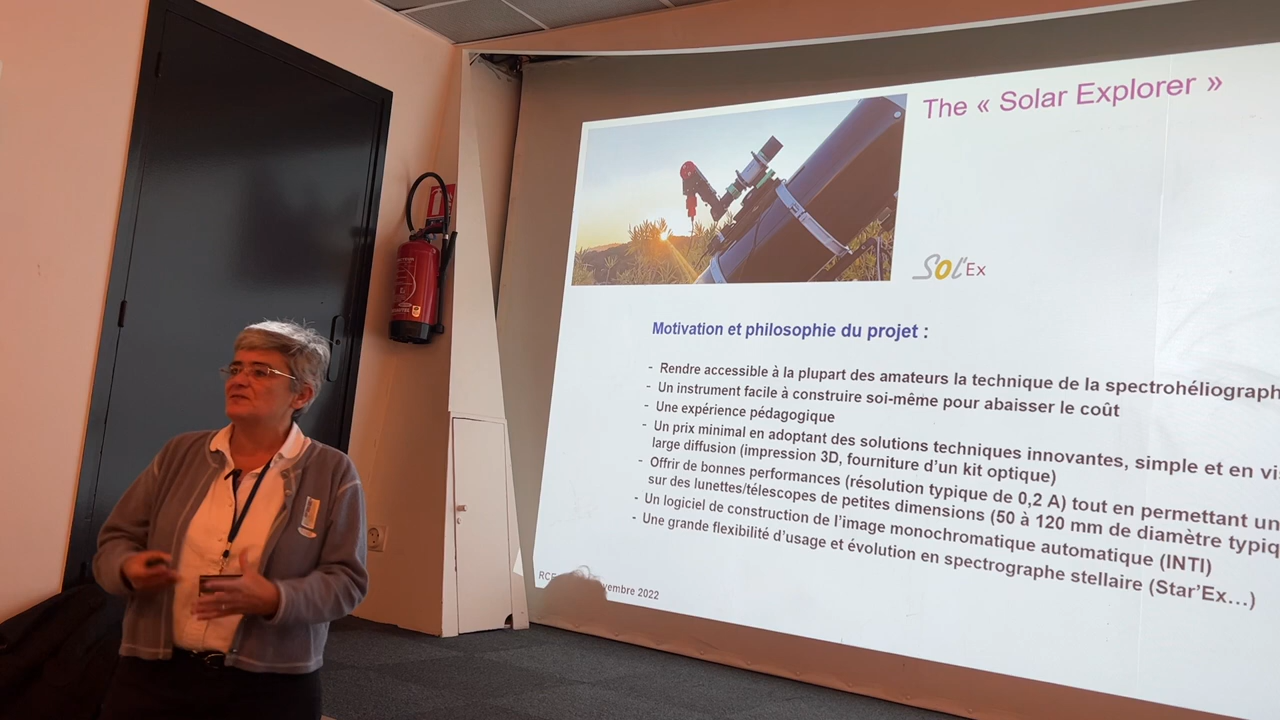 The « Solar Explorer »
Sol'Ex
Motivation et philosophie du projet :
- Rendre accessible à la plupart des amateurs la technique de la spectrohéliograph
- Un instrument facile à construire soi-même pour abaisser le coût
- Une expérience pédagogique
- Un prix minimal en adoptant des solutions techniques innovantes, simple et en vi
large diffusion (impression 3D, fourniture d'un kit optique)
- Offrir de bonnes performances (résolution typique de 0,2 A) tout en permettant un
sur des lunettes/télescopes de petites dimensions (50 à 120 mm de diamètre typiq
- Un logiciel de construction de l'image monochromatique automatique (INTI)
- Une grande flexibilité d'usage et évolution en spectrographe stellaire (Star'Ex…)
RCE vembre 2022